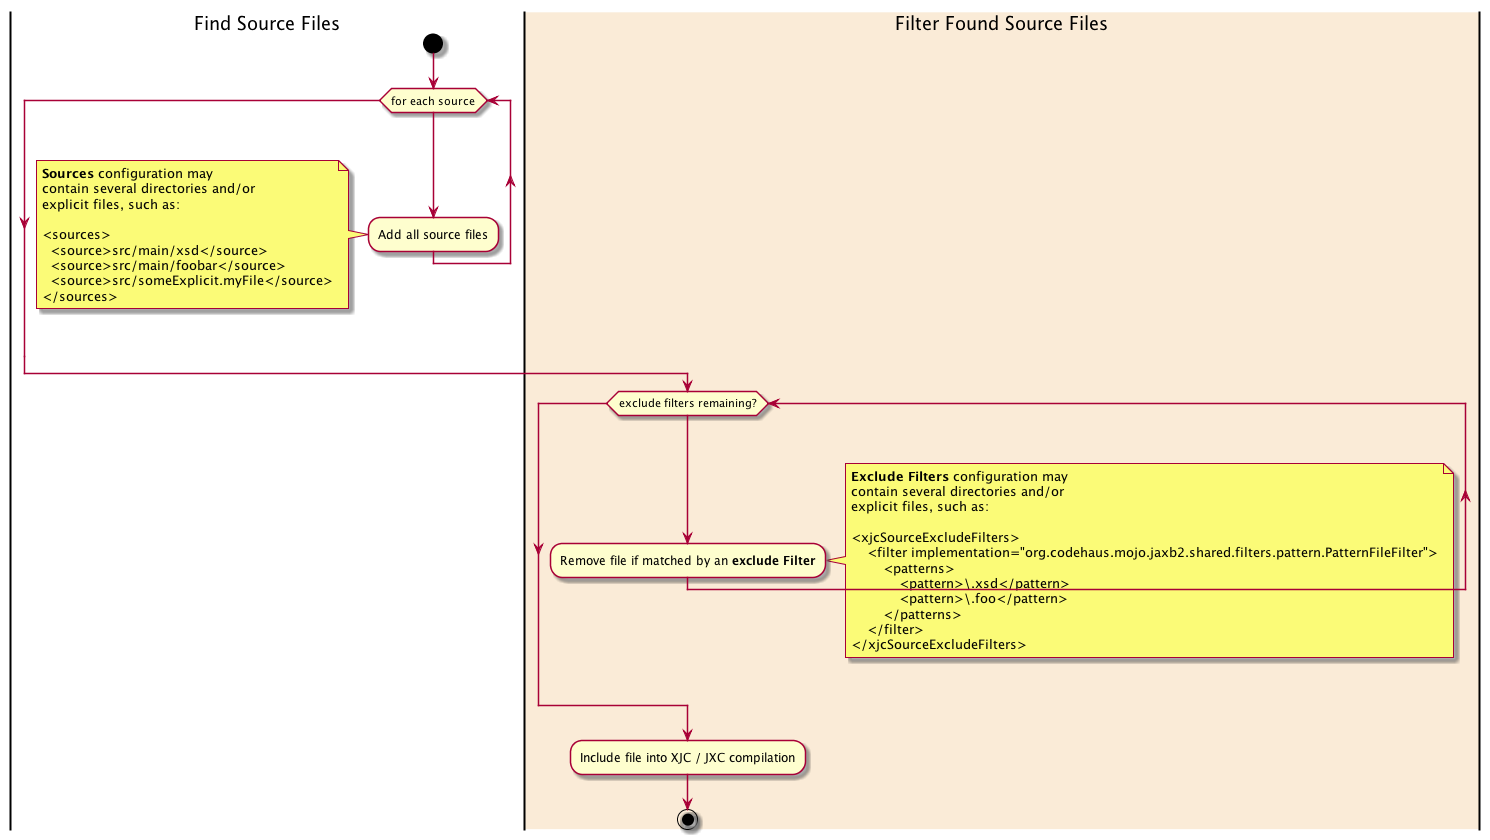 Find Source Files
Filter Found Source Files
for each source
Sources configuration may
contain several directories and/or
explicit files, such as:
<sources>
<source>src/main/xsd</source>
<source>src/main/foobar</source>
<source>src/someExplicit.myFile</source>
</sources>
Add all source files
exclude filters remaining?
Exclude Filters configuration may
contain several directories and/or
explicit files, such as:
<xjcSourceExcludeFilters>
<filter implementation="org.codehaus.mojo.jaxb2.shared.filters.pattern.PatternFileFilter">
<patterns>
<pattern>\.xsd</pattern>
<pattern>\.foo</pattern>
</patterns>
</filter>
</xjcSourceExcludeFilters>
Remove file if matched by an exclude Filter
Include file into XJC / JXC compilation